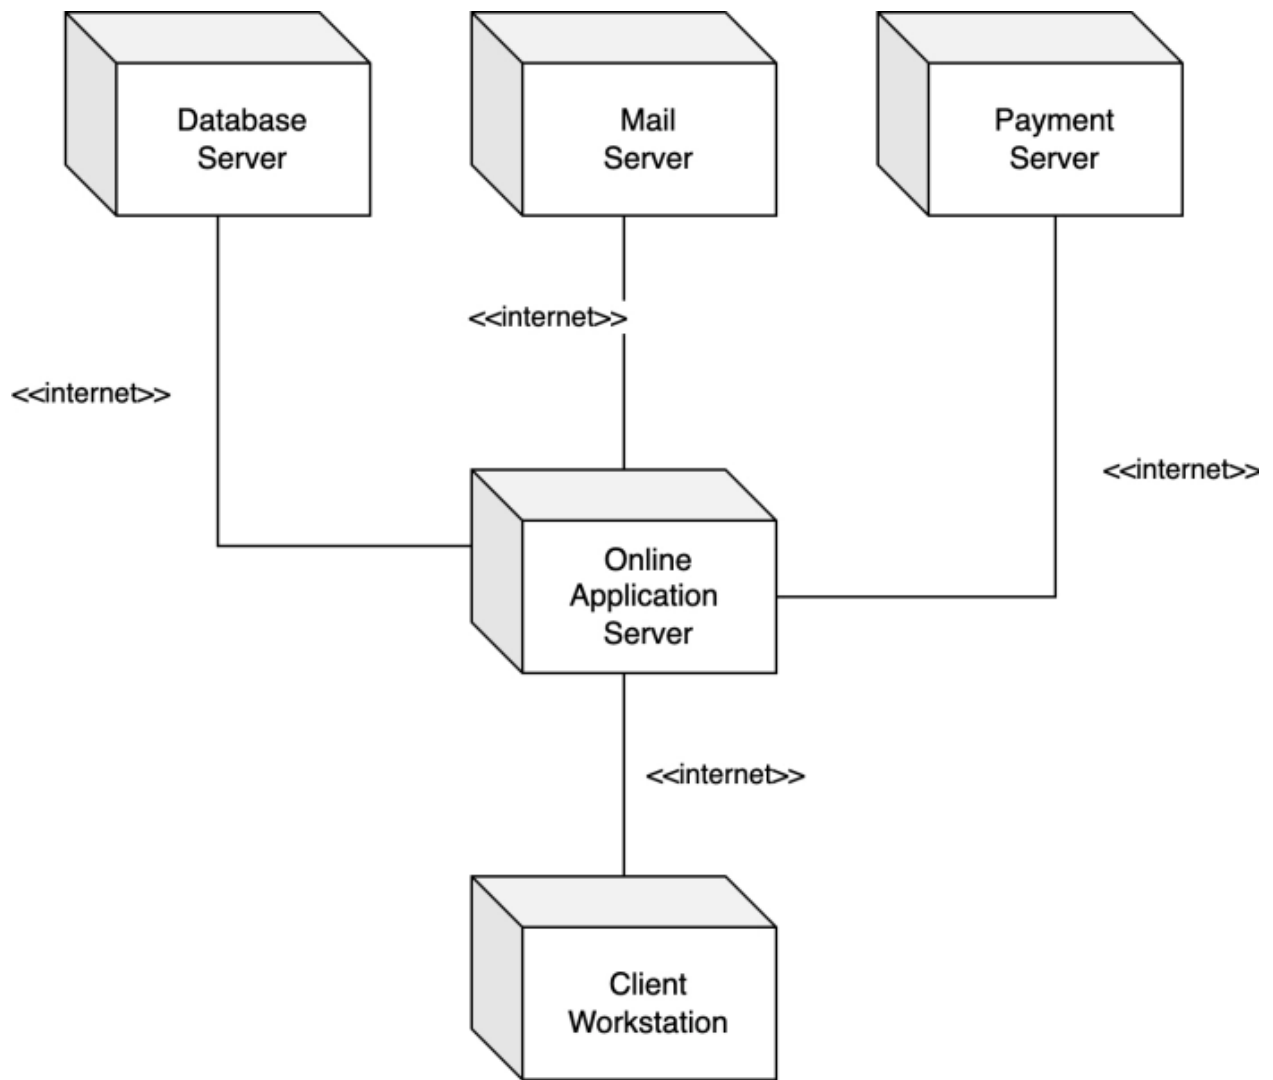 Database
Server
Mail
Server
Payment
Server
<<internet>>
<<internet>>
<<internet>>
Online
Application
Server
<<internet>>
Client
Workstation